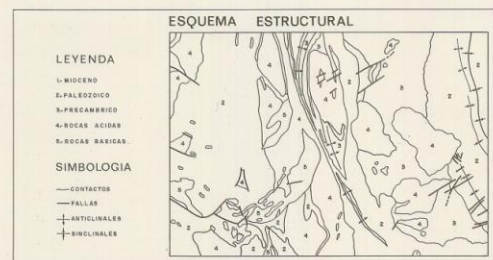 ESQUEMA ESTRUCTURAL
LEYENDA
1.- MIOCENO
2.- PALEOZOICO
3.- PRECAMBRICO
4.- ROCAS ACIDAS
5.- ROCAS BASICAS.
SIMBOLOGIA
CONTACTOS
FALLAS
ANTICLINALES
SINCLINALES